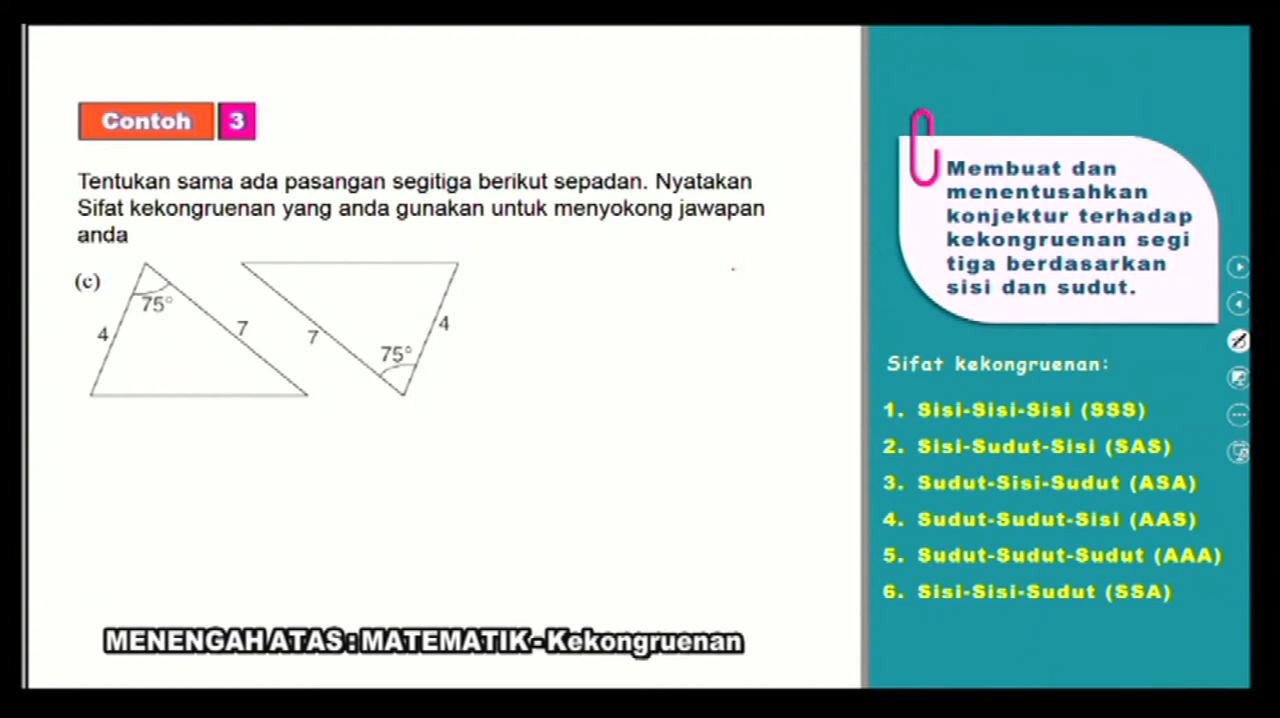 Contoh 3
Tentukan sama ada pasangan segitiga berikut sepadan. Nyatakan
Sifat kekongruenan yang anda gunakan untuk menyokong jawapan
anda
(c)
75°
4
7
7
4
75°
MENENGAH ATAS : MATEMATIK - Kekongruenan
Membuat dan
menentusahkan
konjektur terhadap
kekongruenan segi
tiga berdasarkan
sisi dan sudut.
Sifat kekongruenan:
1. Sisi-Sisi-Sisi (SSS)
2. Sisi-Sudut-Sisi (SAS)
3. Sudut-Sisi-Sudut (ASA)
4. Sudut-Sudut-Sisi (AAS)
5. Sudut-Sudut-Sudut (AAA)
6. Sisi-Sisi-Sudut (SSA)